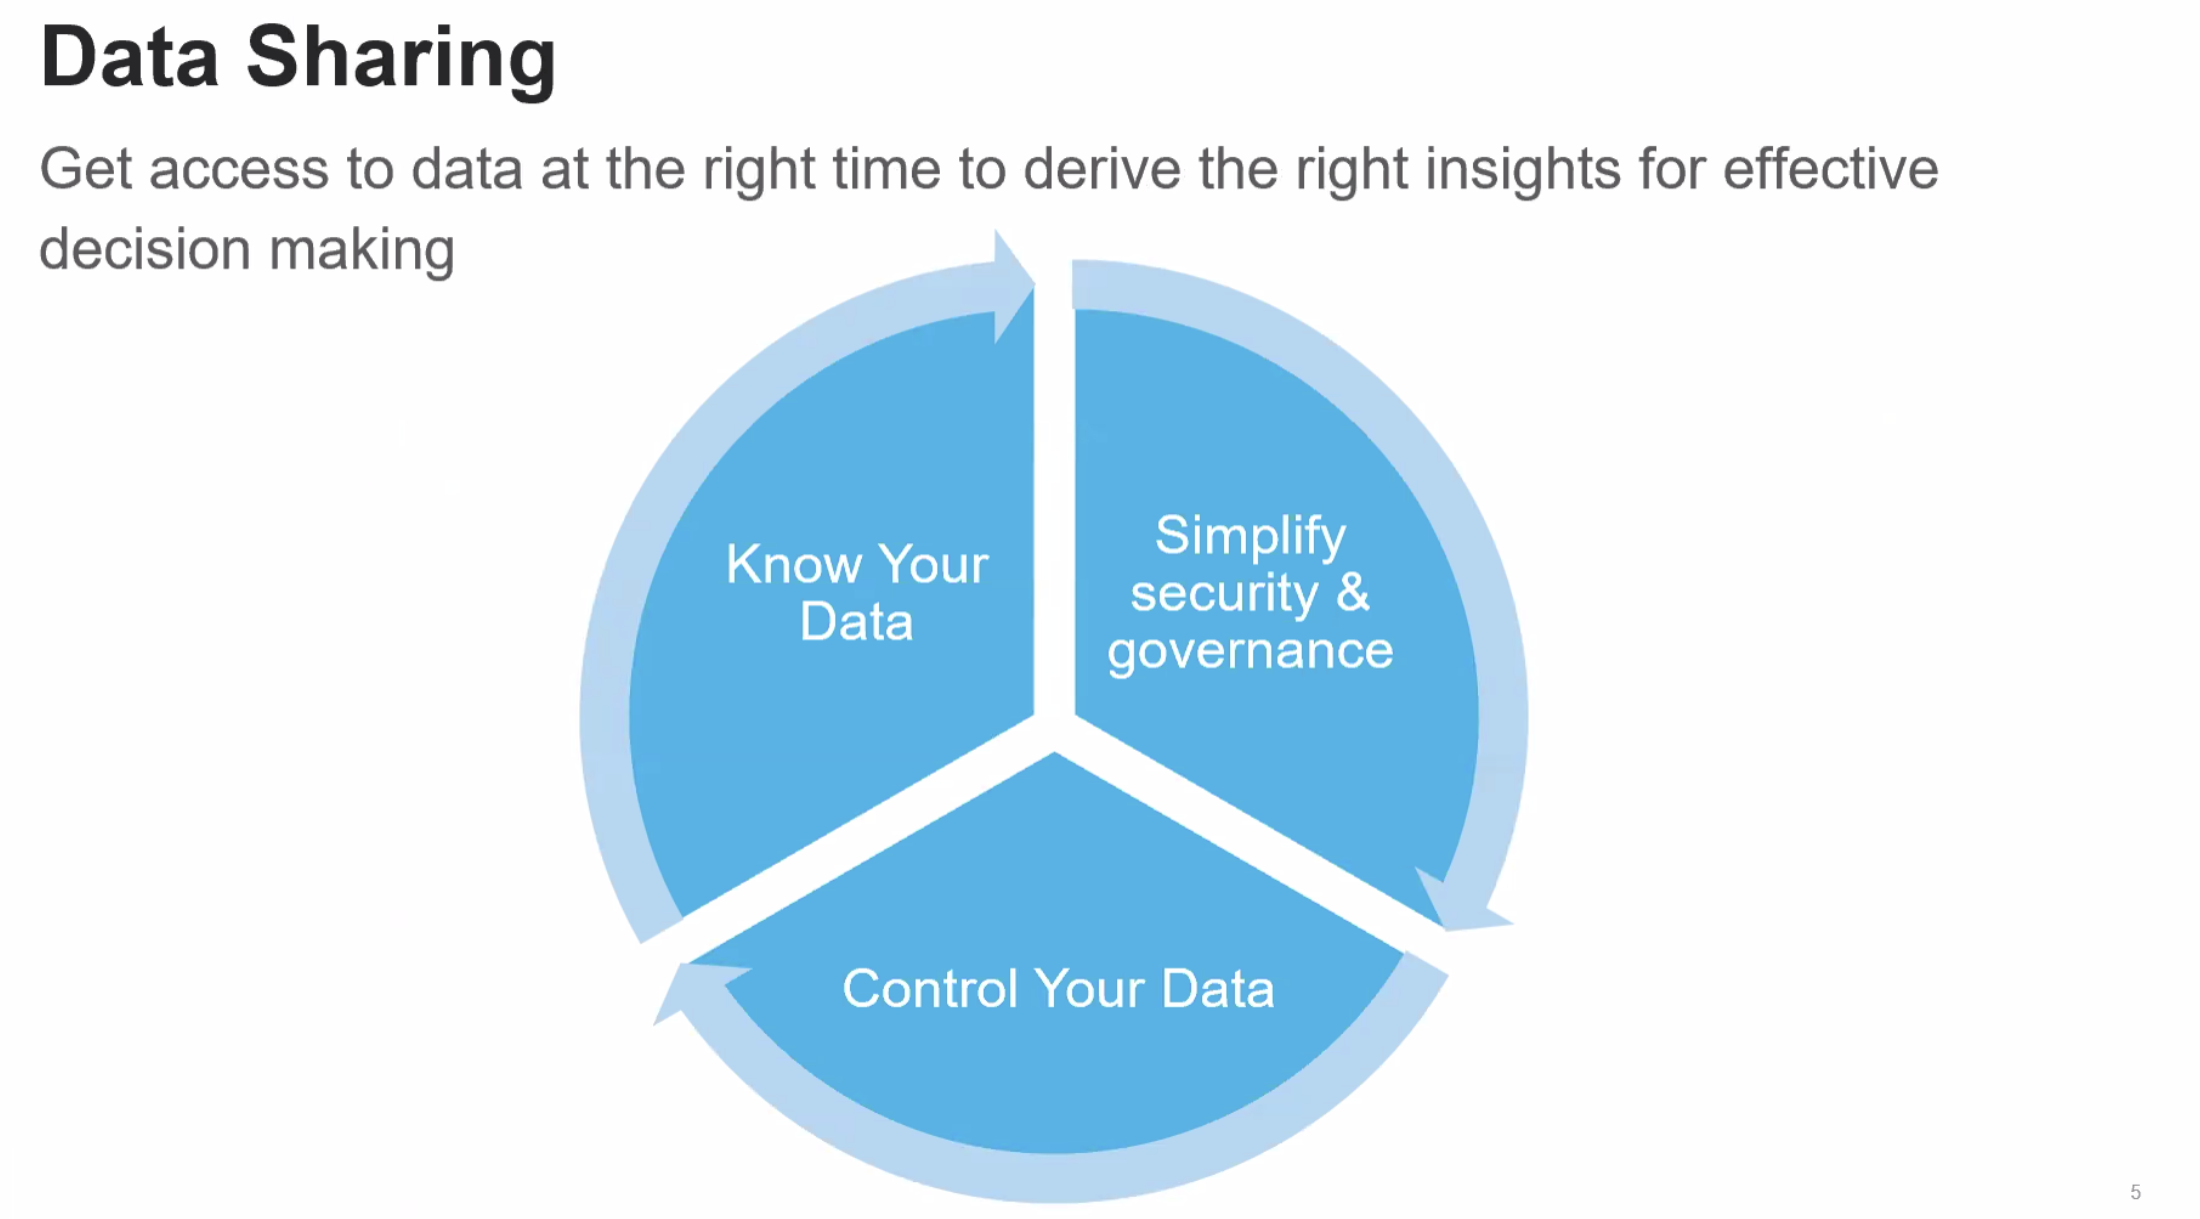 Data Sharing
Get access to data at the right time to derive the right insights for effective
decision making
Know Your
Data
Simplify
security &
governance
Control Your Data
5